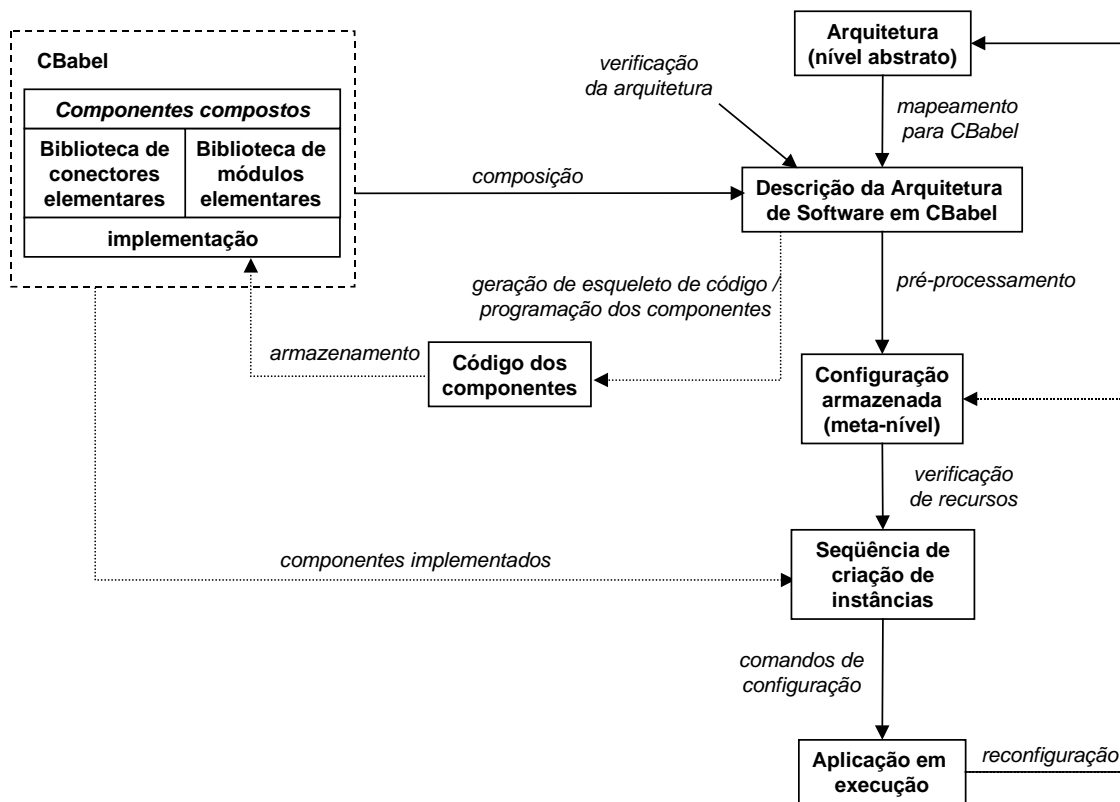 CBabel
Componentes compostos
Biblioteca de
conectores
elementares
Biblioteca de
módulos
elementares
implementação
verificação
da arquitetura
Arquitetura
(nível abstrato)
mapeamento
para CBabel
composição
Descrição da Arquitetura
de Software em CBabel
geração de esqueleto de código /
programação dos componentes
pré-processamento
armazenamento
Código dos
componentes
Configuração
armazenada
(meta-nível)
verificação
de recursos
componentes implementados
Seqüência de
criação de
instâncias
comandos de
configuração
Aplicação em
execução
reconfiguração